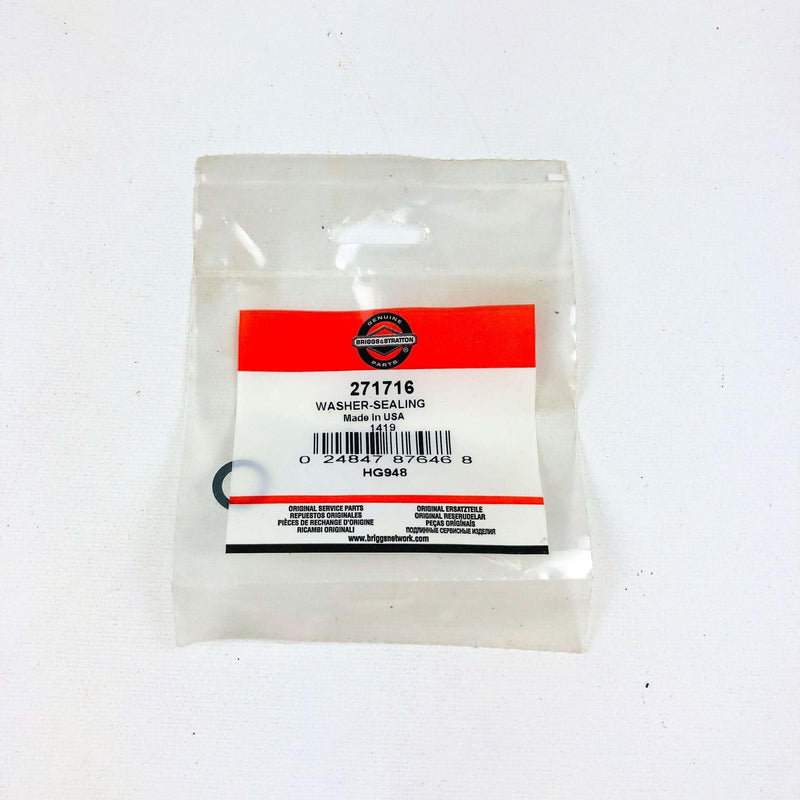 GENUINE
BRIGGS & STRATTON
®
PARTS
271716
WASHER-SEALING
Made In USA
1419
0 24847 87646 8
HG948
ORIGINAL SERVICE PARTS
REPUESTOS ORIGINALES
PIÈCES DE RECHANGE D'ORIGINE
RICAMBI ORIGINALI
ORIGINAL ERSATZTEILE
ORIGINAL RESERVDELAR
PEÇAS ORIGINAIS
ПОДЛИННЫЕ СЕРВИСНЫЕ ИЗДЕЛИЯ
www.briggsnetwork.com